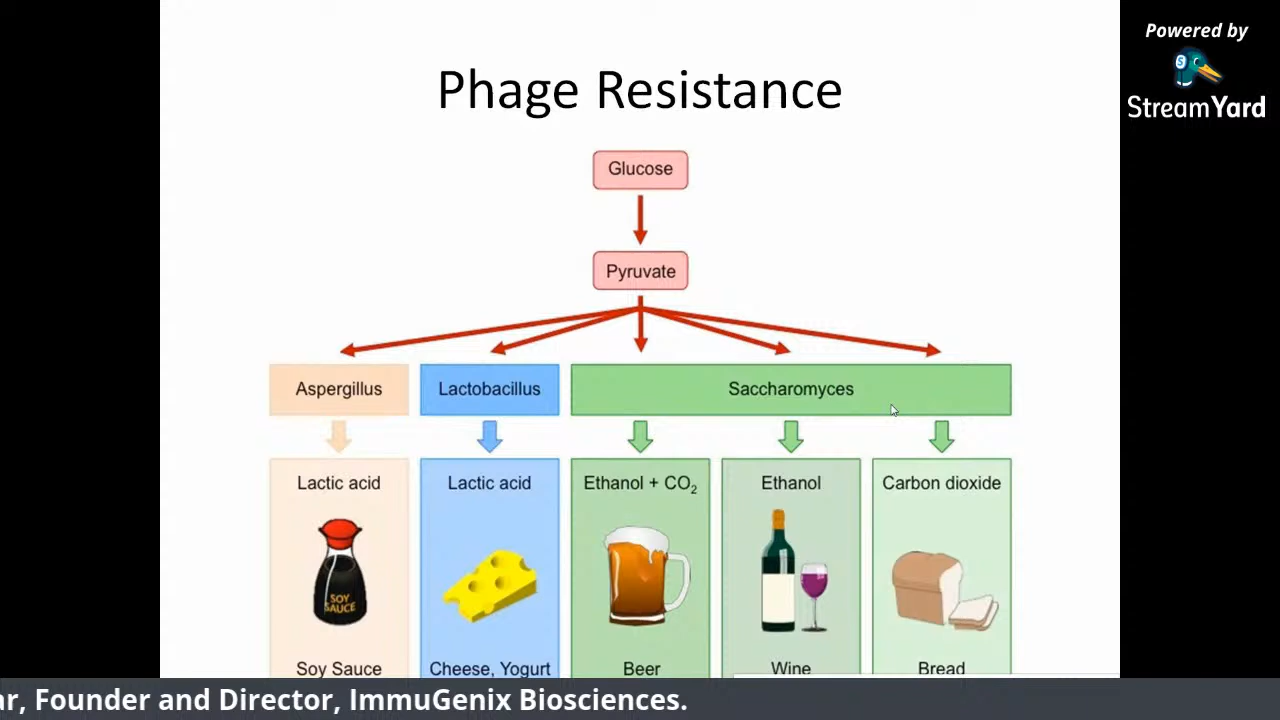 Powered by
StreamYard
Phage Resistance
Glucose
Pyruvate
Aspergillus
Lactobacillus
Saccharomyces
Lactic acid
Lactic acid
Ethanol + CO₂
Ethanol
Carbon dioxide
SOY
SAUCE
Soy Sauce
Cheese, Yogurt
Beer
Wine
Bread
Founder and Director, ImmuGenix Biosciences.